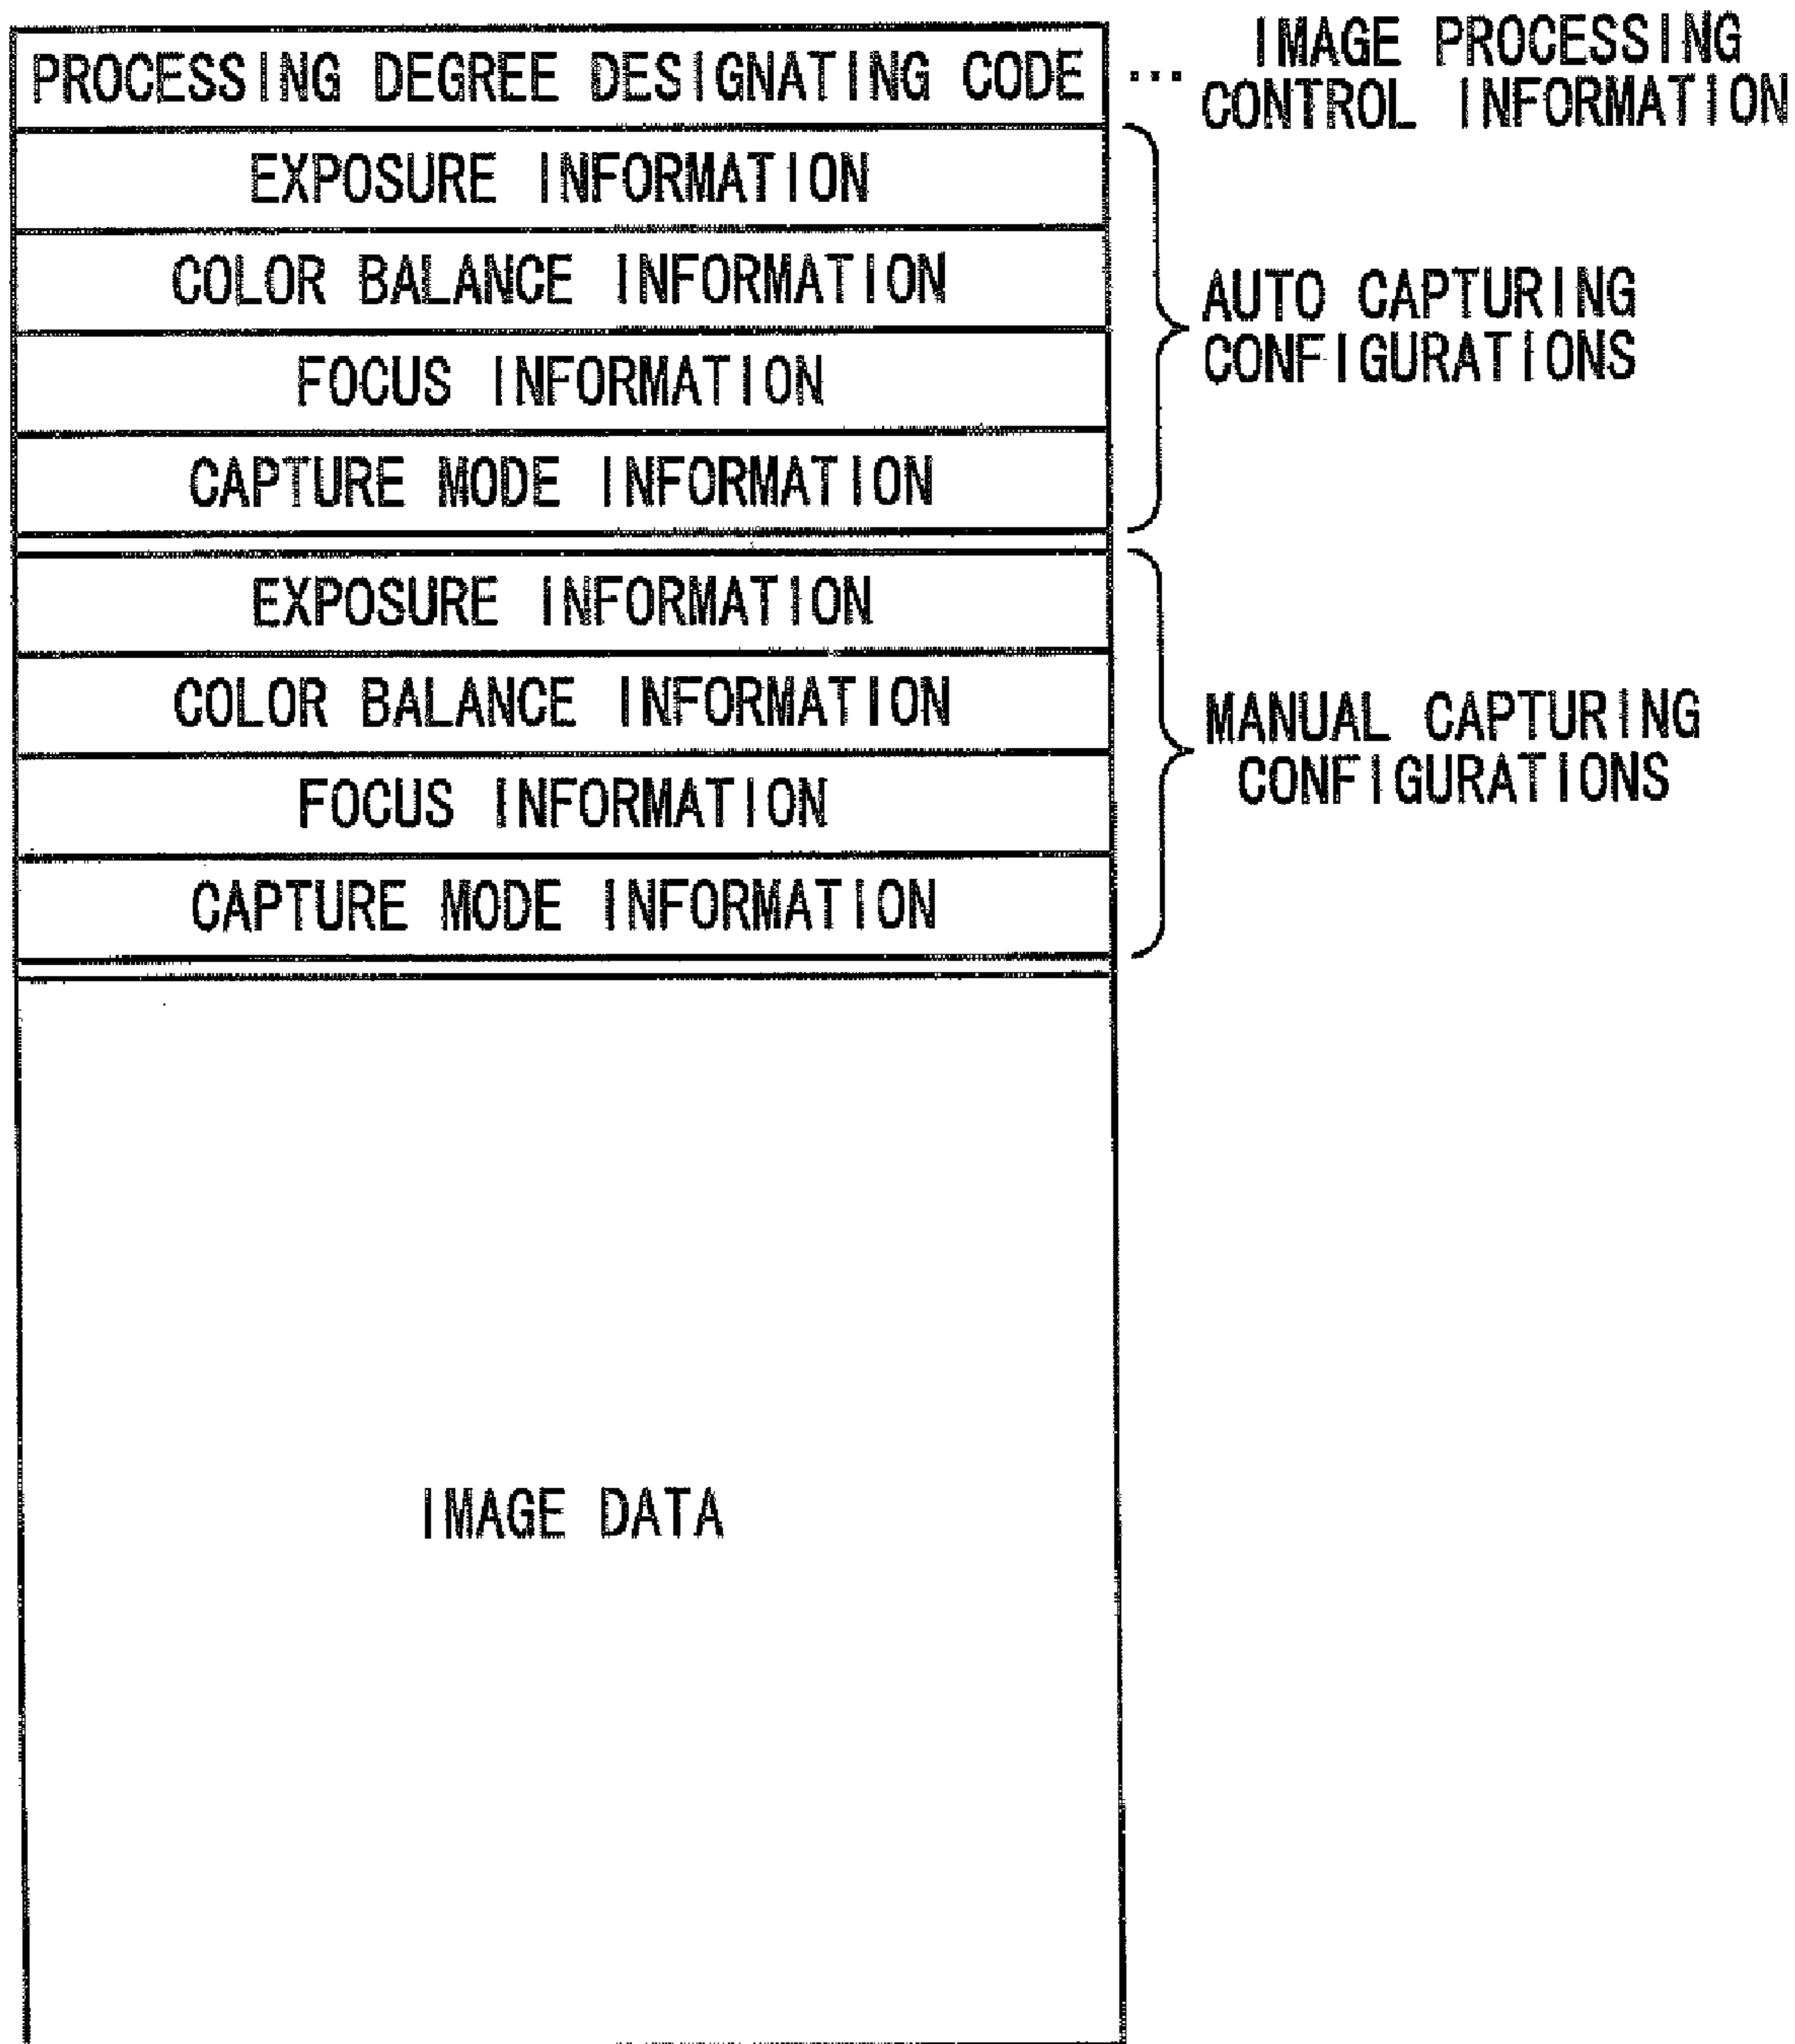 PROCESSING DEGREE DESIGNATING CODE
... IMAGE PROCESSING
CONTROL INFORMATION
EXPOSURE INFORMATION
COLOR BALANCE INFORMATION
FOCUS INFORMATION
CAPTURE MODE INFORMATION
AUTO CAPTURING
CONFIGURATIONS
EXPOSURE INFORMATION
COLOR BALANCE INFORMATION
FOCUS INFORMATION
CAPTURE MODE INFORMATION
MANUAL CAPTURING
CONFIGURATIONS
IMAGE DATA